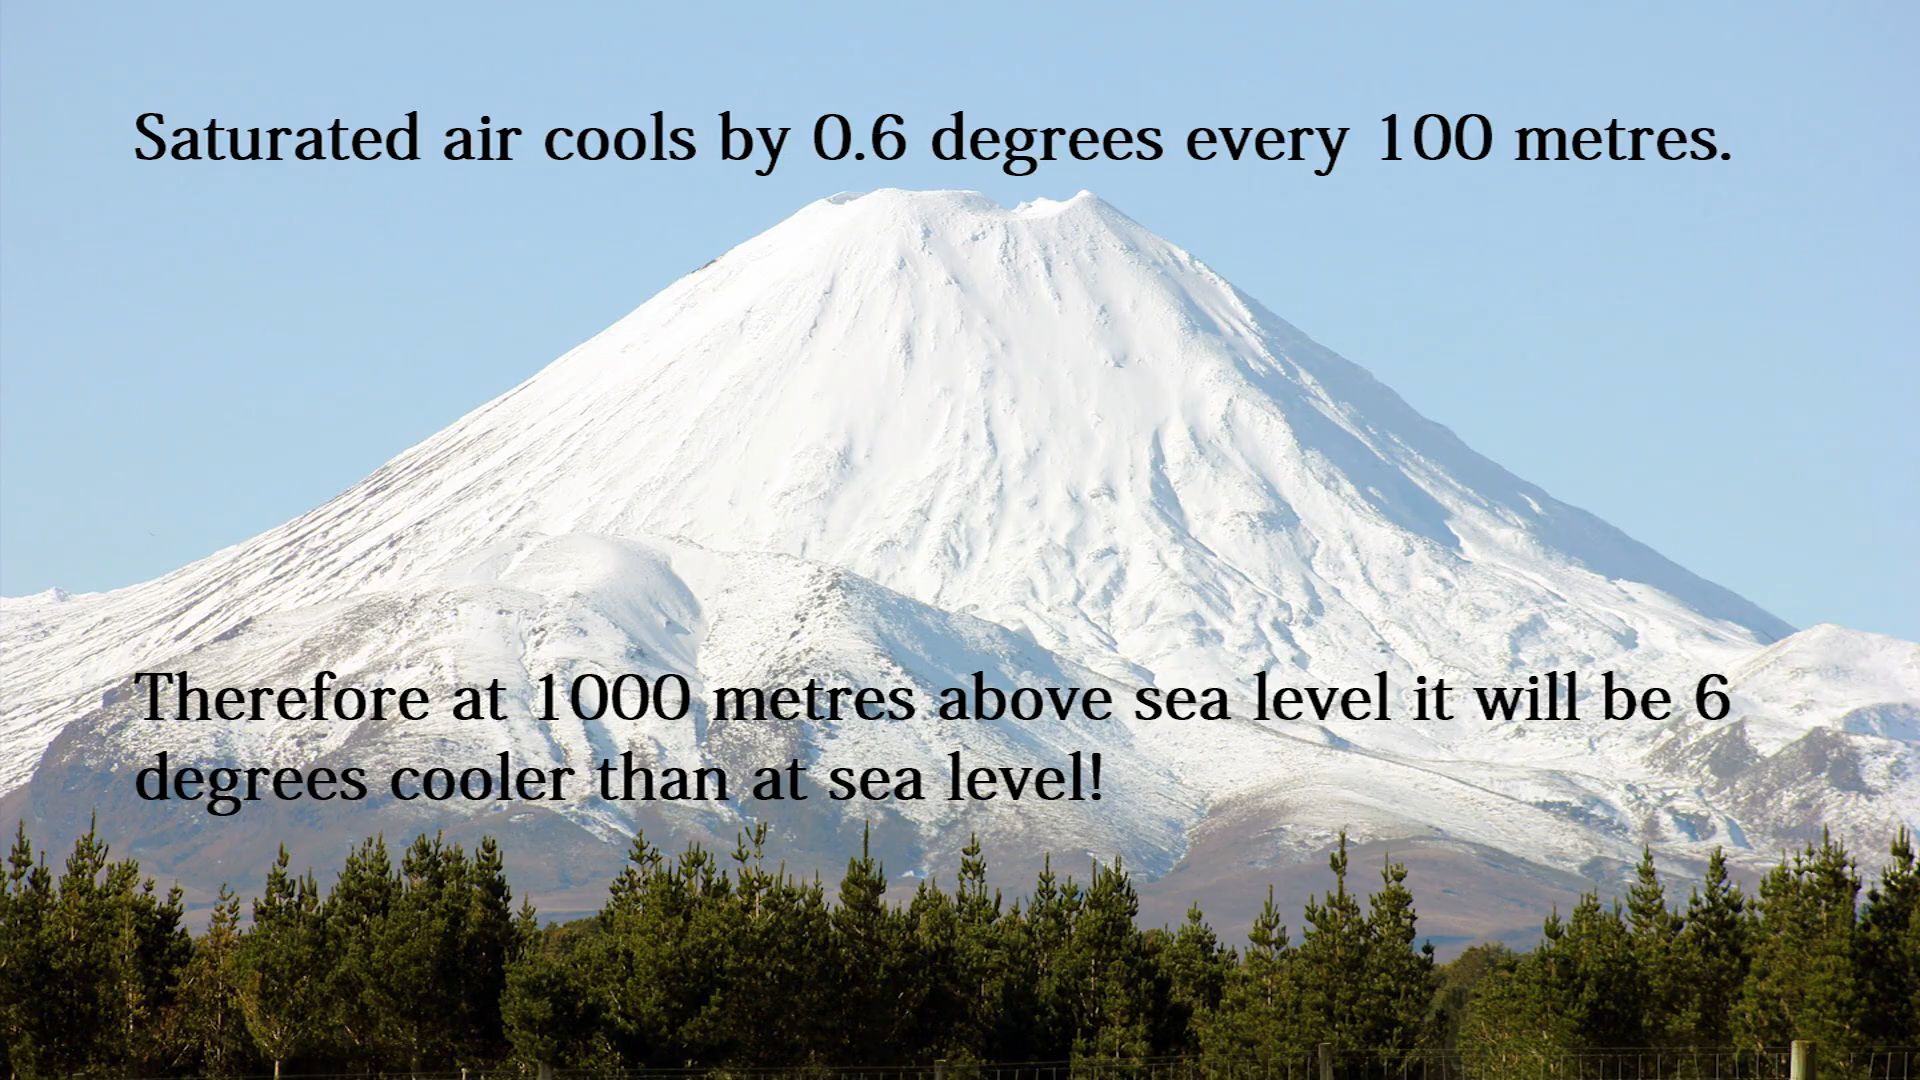 Saturated air cools by 0.6 degrees every 100 metres.
Therefore at 1000 metres above sea level it will be 6
degrees cooler than at sea level!